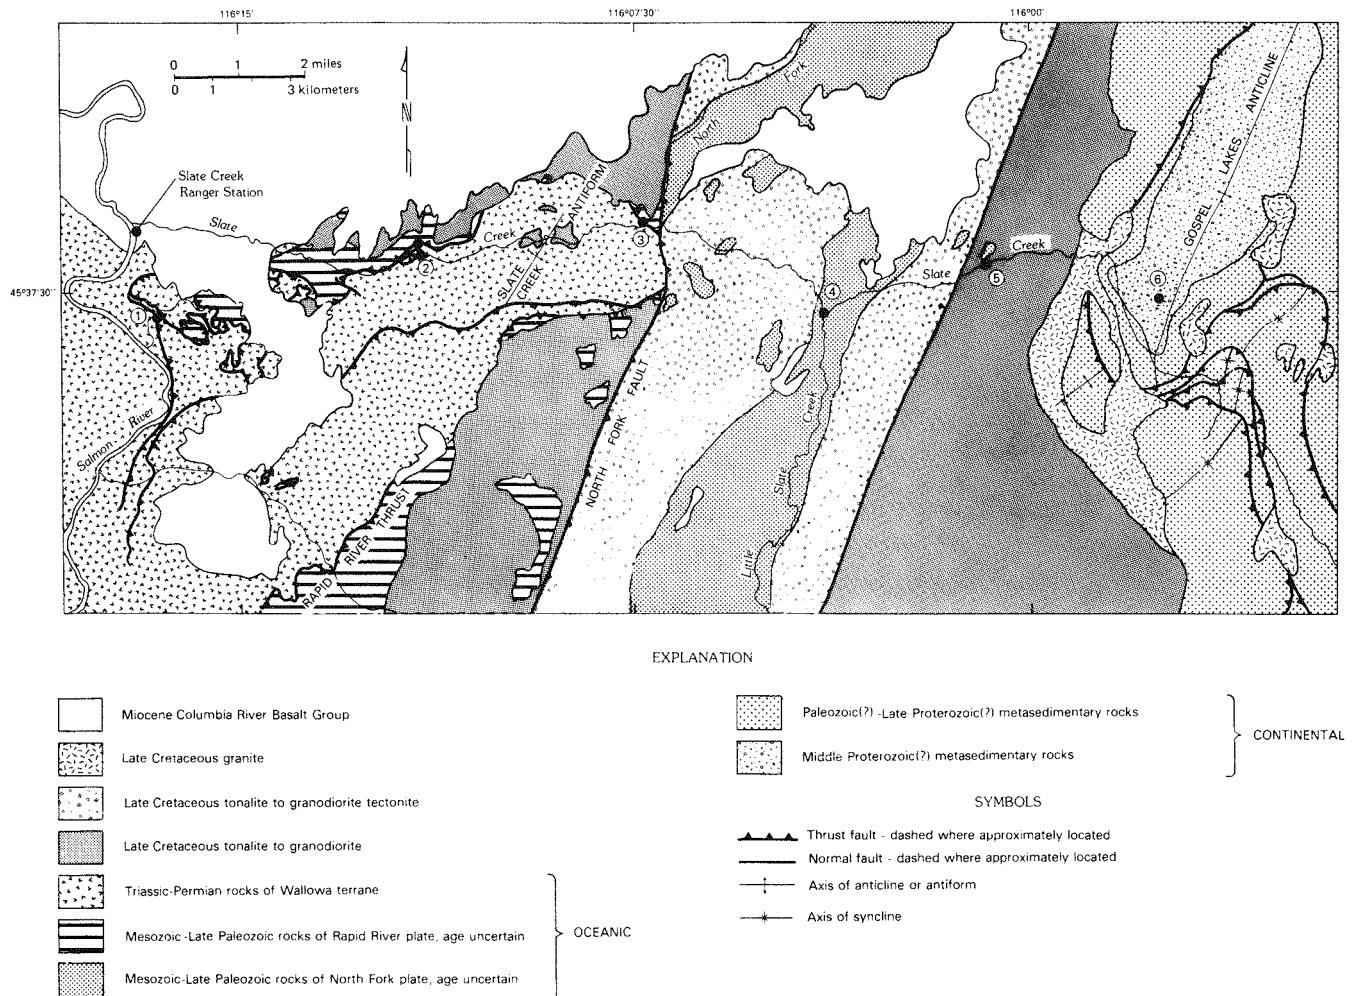 116°15'
116°07'30''
116°00'
0 1 2 miles
0 1 3 kilometers
N
North Fork
Slate Creek
Ranger Station
Slate
Creek
ANTIFORM
SLATE
CREEK
GOSPEL LAKES ANTICLINE
Slate
Creek
45°37'30''
1
2
3
4
5
6
Salmon River
NORTH FORK FAULT
RAPID RIVER THRUST
Little Slate Creek
EXPLANATION
Miocene Columbia River Basalt Group
Late Cretaceous granite
Late Cretaceous tonalite to granodiorite tectonite
Late Cretaceous tonalite to granodiorite
Triassic-Permian rocks of Wallowa terrane
Mesozoic-Late Paleozoic rocks of Rapid River plate, age uncertain
Mesozoic-Late Paleozoic rocks of North Fork plate, age uncertain
OCEANIC
Paleozoic(?)-Late Proterozoic(?) metasedimentary rocks
Middle Proterozoic(?) metasedimentary rocks
CONTINENTAL
SYMBOLS
Thrust fault - dashed where approximately located
Normal fault - dashed where approximately located
Axis of anticline or antiform
Axis of syncline